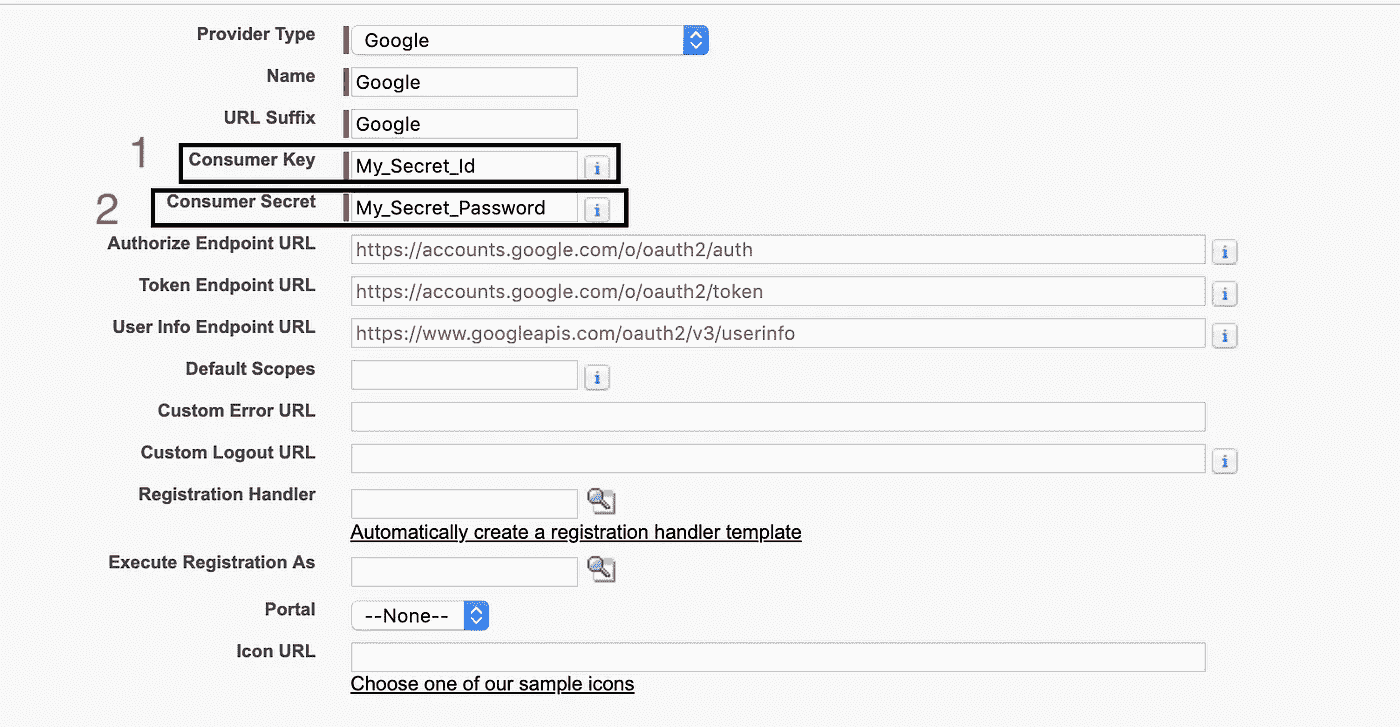 Provider Type Google
Name Google
URL Suffix Google
1 Consumer Key My_Secret_Id i
2 Consumer Secret My_Secret_Password i
Authorize Endpoint URL https://accounts.google.com/o/oauth2/auth i
Token Endpoint URL https://accounts.google.com/o/oauth2/token i
User Info Endpoint URL https://www.googleapis.com/oauth2/v3/userinfo i
Default Scopes i
Custom Error URL
Custom Logout URL i
Registration Handler
Automatically create a registration handler template
Execute Registration As
Portal --None--
Icon URL
Choose one of our sample icons